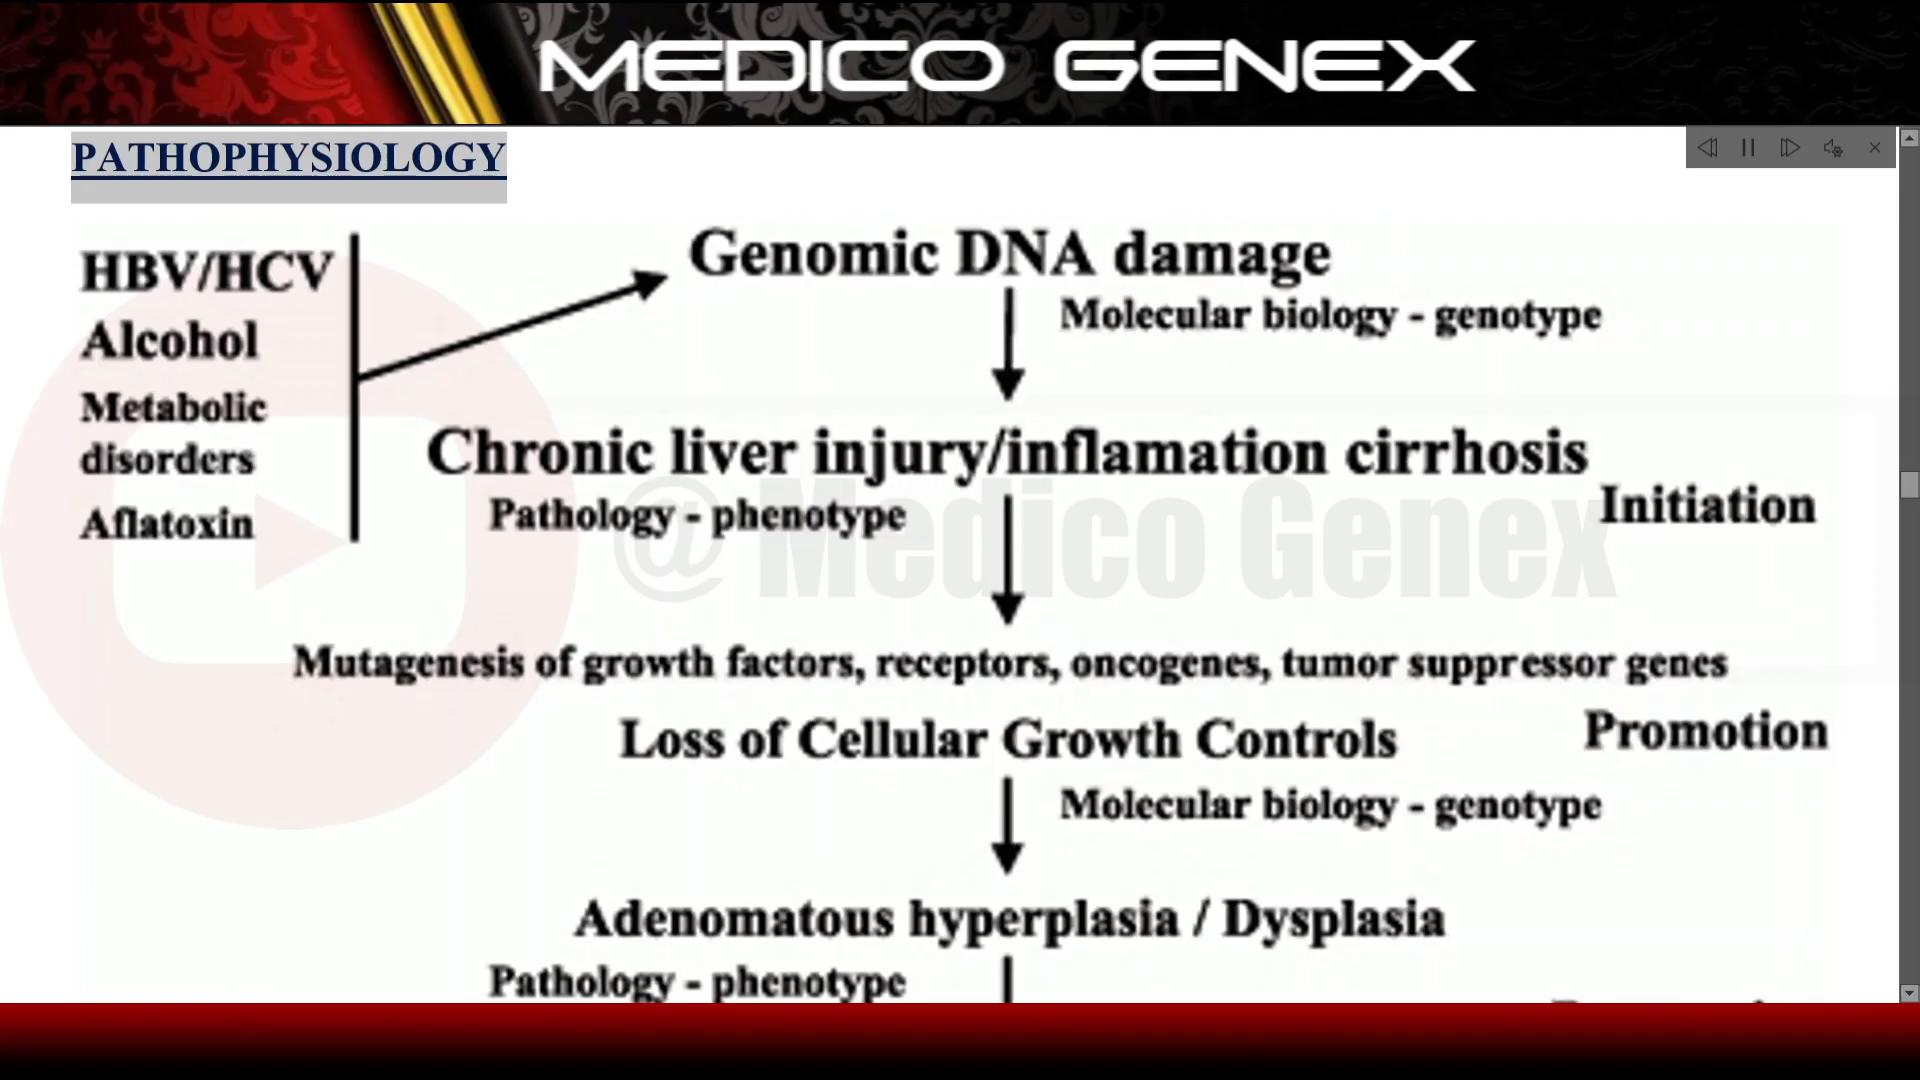 MEDICO GENEX
PATHOPHYSIOLOGY
HBV/HCV
Alcohol
Metabolic
disorders
Aflatoxin
Genomic DNA damage
Molecular biology - genotype
Chronic liver injury/inflamation cirrhosis
Pathology - phenotype
Initiation
@Medico Genex
Mutagenesis of growth factors, receptors, oncogenes, tumor suppressor genes
Loss of Cellular Growth Controls
Promotion
Molecular biology - genotype
Adenomatous hyperplasia / Dysplasia
Pathology - phenotype